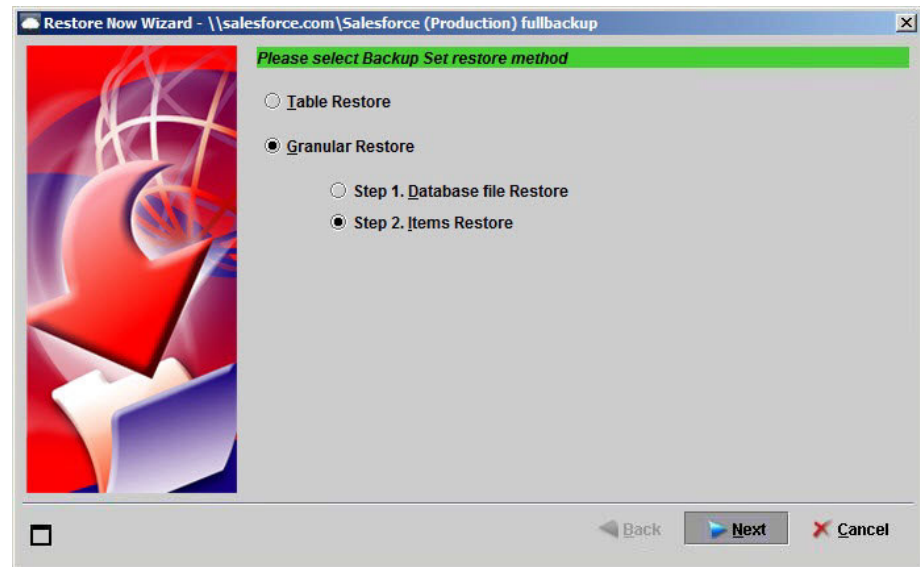 Restore Now Wizard - \\salesforce.com\Salesforce (Production) fullbackup
Please select Backup Set restore method
Table Restore
Granular Restore
Step 1. Database file Restore
Step 2. Items Restore
Back Next Cancel